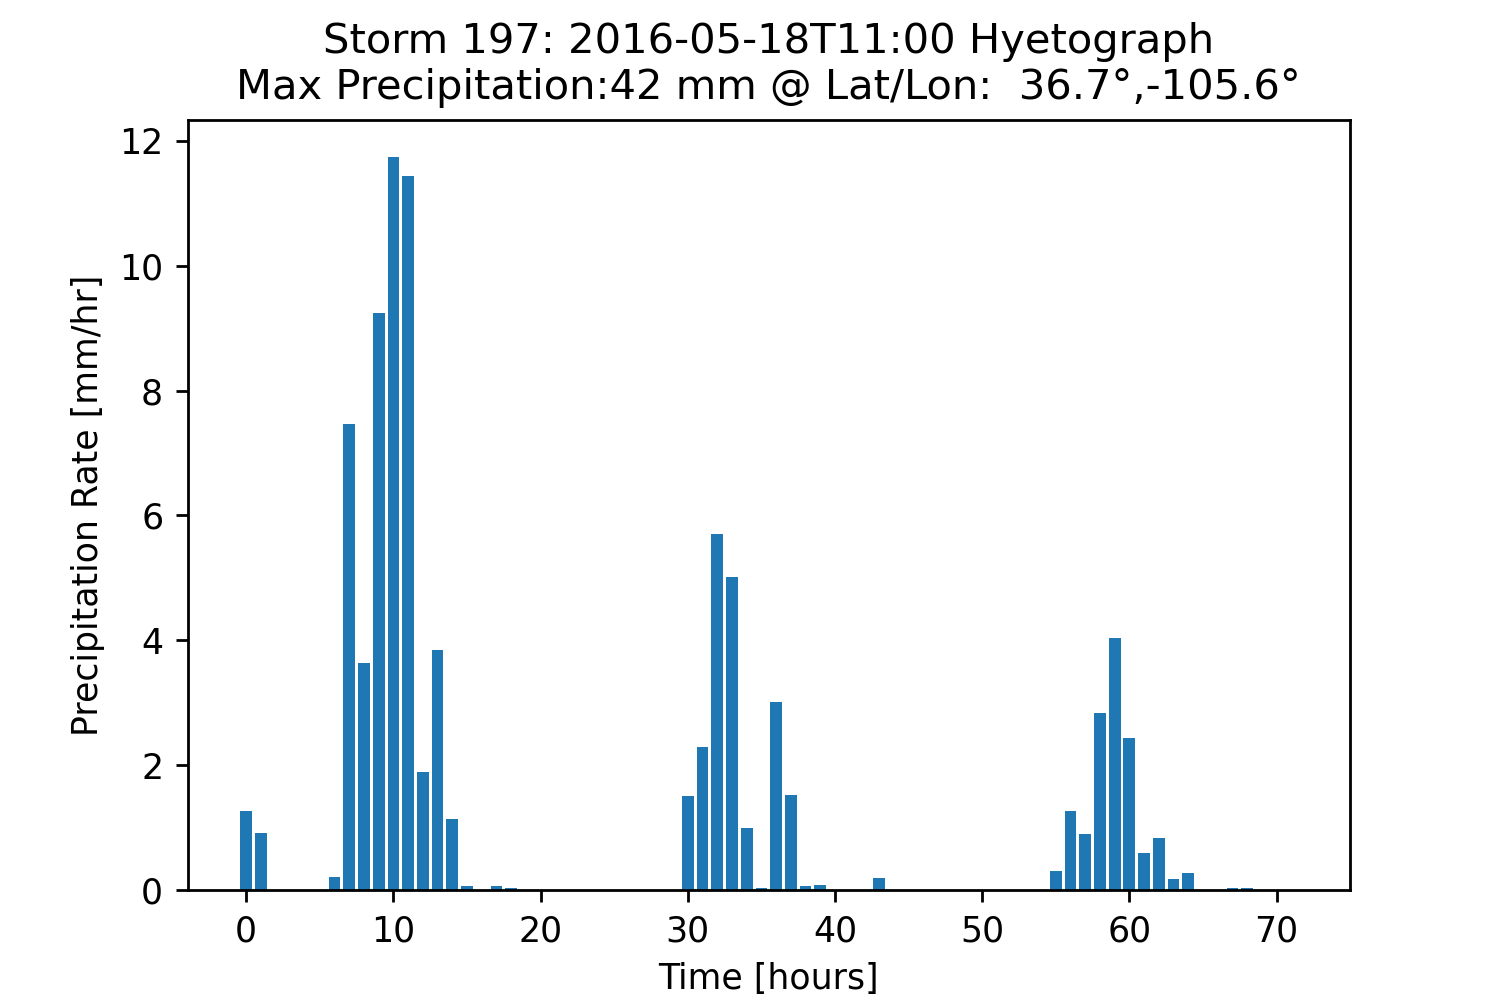 Storm 197: 2016-05-18T11:00 Hyetograph
Max Precipitation:42 mm @ Lat/Lon:  36.7°,-105.6°
12
10
8
6
4
2
0
Precipitation Rate [mm/hr]
0 10 20 30 40 50 60 70
Time [hours]